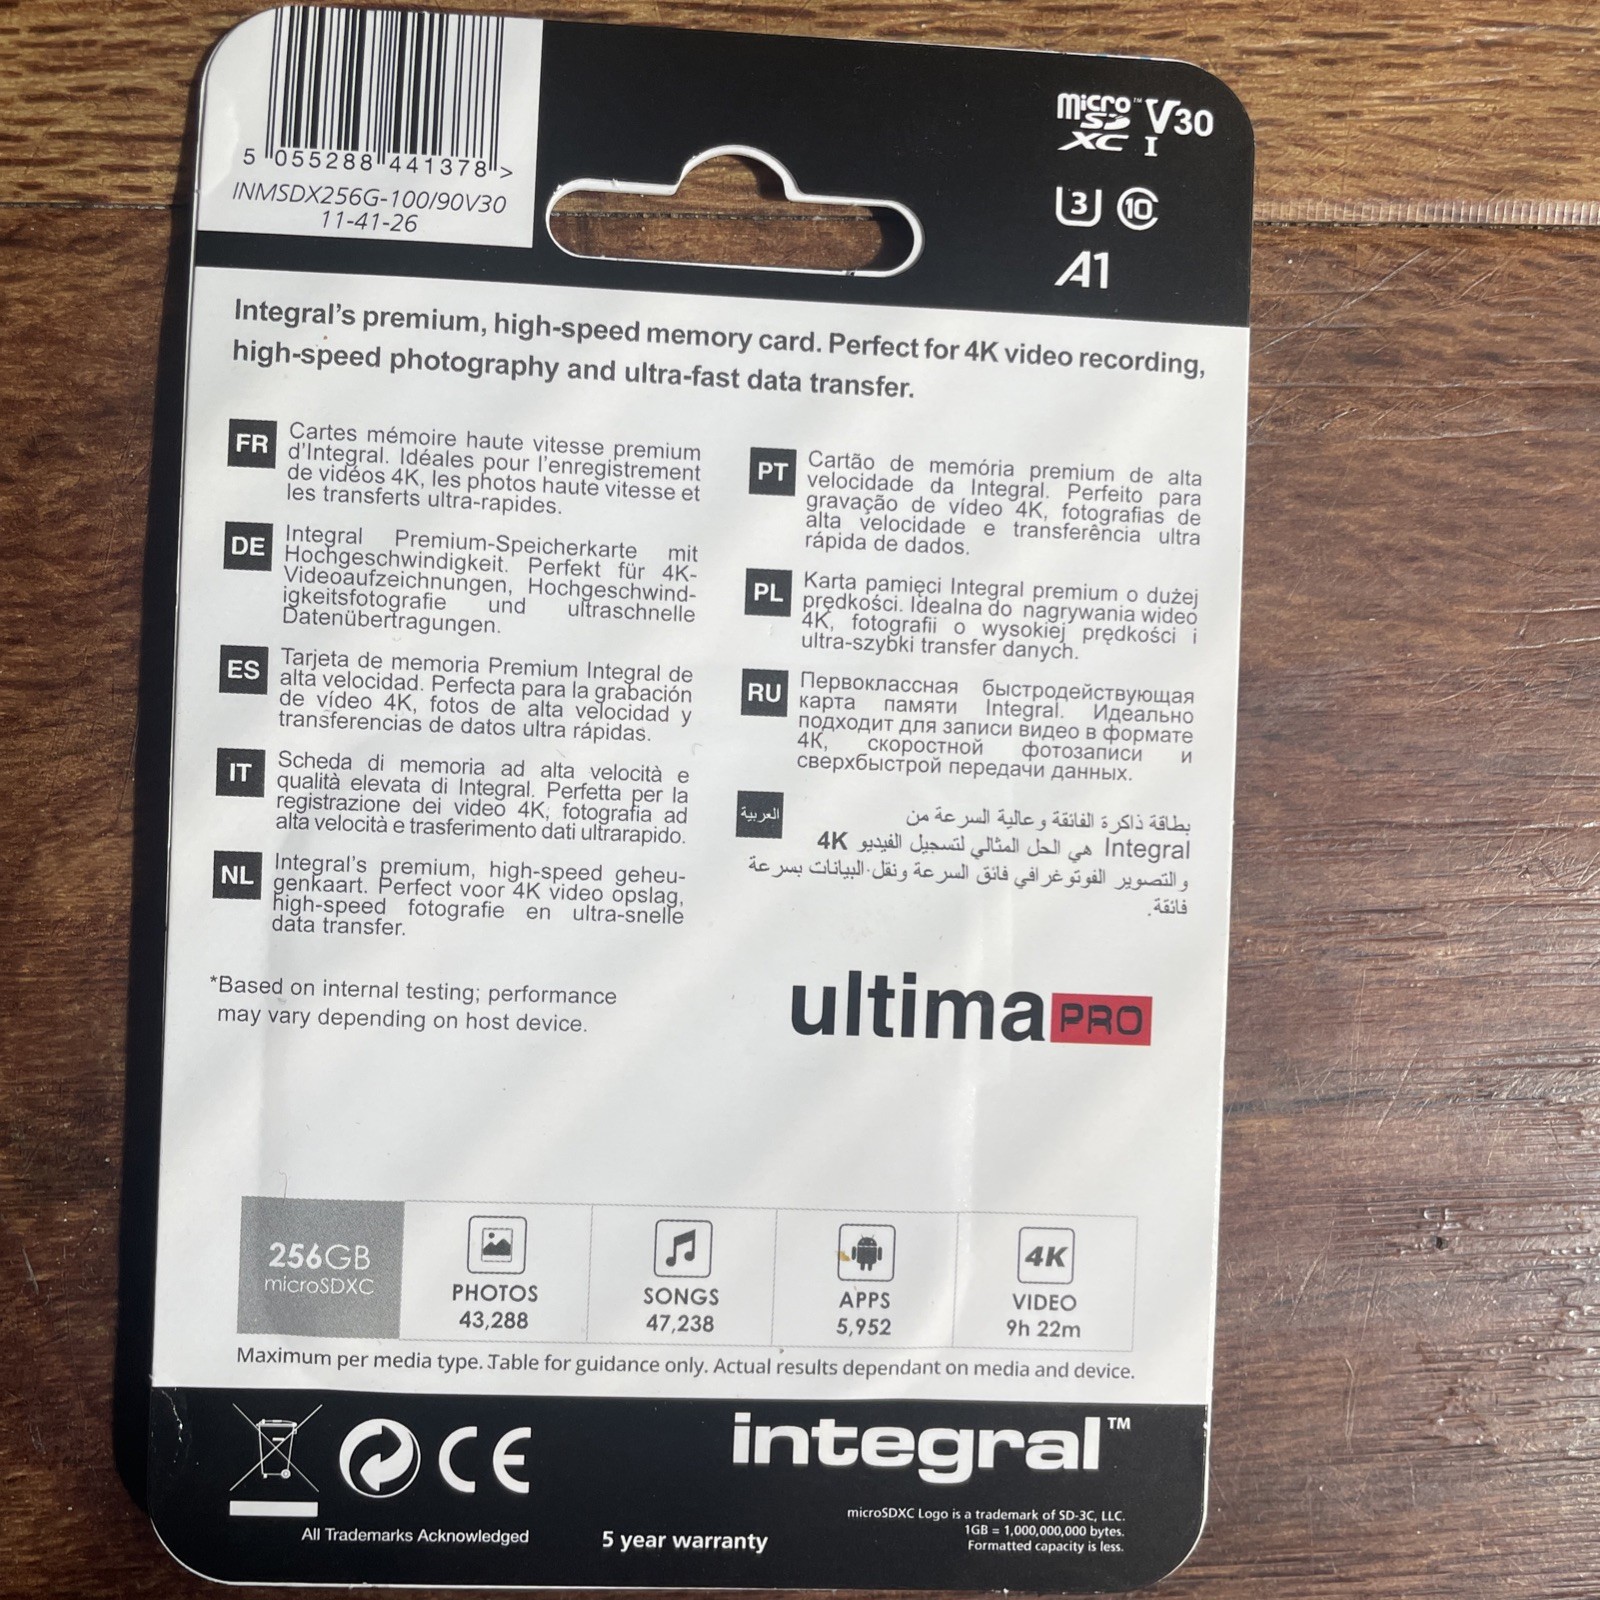 5 055288 441378 >
INMSDX256G-100/90V30
11-41-26
micro SD XC I V30
U3 C10
A1
Integral's premium, high-speed memory card. Perfect for 4K video recording,
high-speed photography and ultra-fast data transfer.
FR
Cartes mémoire haute vitesse premium
d'Integral. Idéales pour l'enregistrement
de vidéos 4K, les photos haute vitesse et
les transferts ultra-rapides.
DE
Integral Premium-Speicherkarte mit
Hochgeschwindigkeit. Perfekt für 4K-
Videoaufzeichnungen, Hochgeschwind-
igkeitsfotografie und ultraschnelle
Datenübertragungen.
ES
Tarjeta de memoria Premium Integral de
alta velocidad. Perfecta para la grabación
de vídeo 4K, fotos de alta velocidad y
transferencias de datos ultra rápidas.
IT
Scheda di memoria ad alta velocità e
qualità elevata di Integral. Perfetta per la
registrazione dei video 4K, fotografia ad
alta velocità e trasferimento dati ultrarapido.
NL
Integral's premium, high-speed geheu-
genkaart. Perfect voor 4K video opslag,
high-speed fotografie en ultra-snelle
data transfer.
PT
Cartão de memória premium de alta
velocidade da Integral. Perfeito para
gravação de vídeo 4K, fotografias de
alta velocidade e transferência ultra
rápida de dados.
PL
Karta pamięci Integral premium o dużej
prędkości. Idealna do nagrywania wideo
4K, fotografii o wysokiej prędkości i
ultra-szybki transfer danych.
RU
Первоклассная быстродействующая
карта памяти Integral. Идеально
подходит для записи видео в формате
4K, скоростной фотозаписи и
сверхбыстрой передачи данных.
العربية
بطاقة ذاكرة الفائقة وعالية السرعة من
Integral هي الحل المثالي لتسجيل الفيديو 4K
والتصوير الفوتوغرافي فائق السرعة ونقل البيانات بسرعة
فائقة.
*Based on internal testing; performance
may vary depending on host device.
ultima PRO
256GB
microSDXC
PHOTOS
43,288
SONGS
47,238
APPS
5,952
4K
VIDEO
9h 22m
Maximum per media type. Table for guidance only. Actual results dependant on media and device.
CE
All Trademarks Acknowledged
5 year warranty
integral™
microSDXC Logo is a trademark of SD-3C, LLC.
1GB = 1,000,000,000 bytes.
Formatted capacity is less.